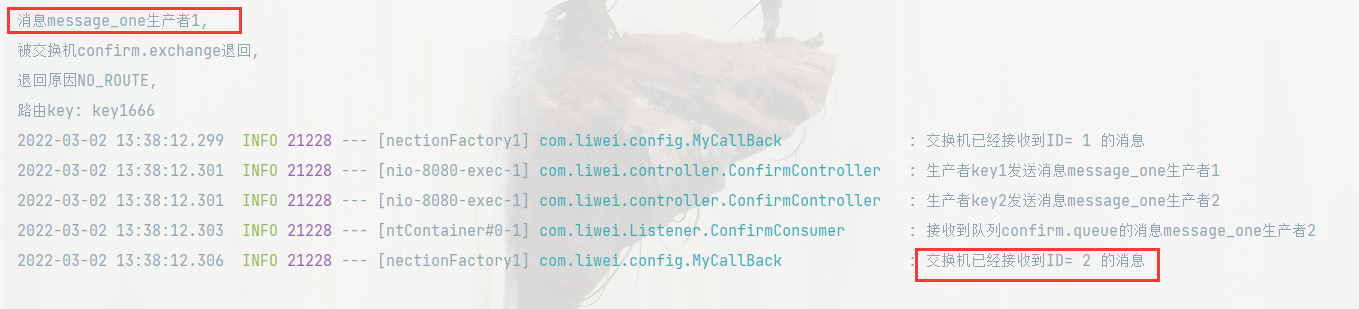 消息message_one生产者1,
被交换机confirm.exchange退回,
退回原因NO_ROUTE,
路由key: key1666
2022-03-02 13:38:12.299  INFO 21228 --- [nectionFactory1] com.liwei.config.MyCallBack               : 交换机已经接收到ID= 1 的消息
2022-03-02 13:38:12.301  INFO 21228 --- [nio-8080-exec-1] com.liwei.controller.ConfirmController   : 生产者key1发送消息message_one生产者1
2022-03-02 13:38:12.301  INFO 21228 --- [nio-8080-exec-1] com.liwei.controller.ConfirmController   : 生产者key2发送消息message_one生产者2
2022-03-02 13:38:12.303  INFO 21228 --- [ntContainer#0-1] com.liwei.Listener.ConfirmConsumer       : 接收到队列confirm.queue的消息message_one生产者2
2022-03-02 13:38:12.306  INFO 21228 --- [nectionFactory1] com.liwei.config.MyCallBack               : 交换机已经接收到ID= 2 的消息